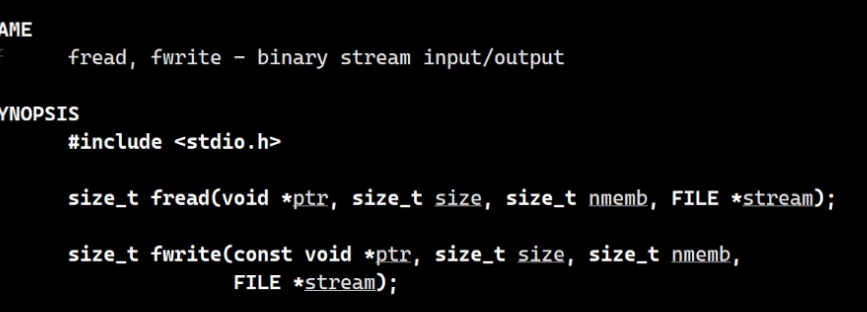 AME
fread, fwrite – binary stream input/output
YNOPSIS
#include <stdio.h>
size_t fread(void *ptr, size_t size, size_t nmemb, FILE *stream);
size_t fwrite(const void *ptr, size_t size, size_t nmemb,
FILE *stream);